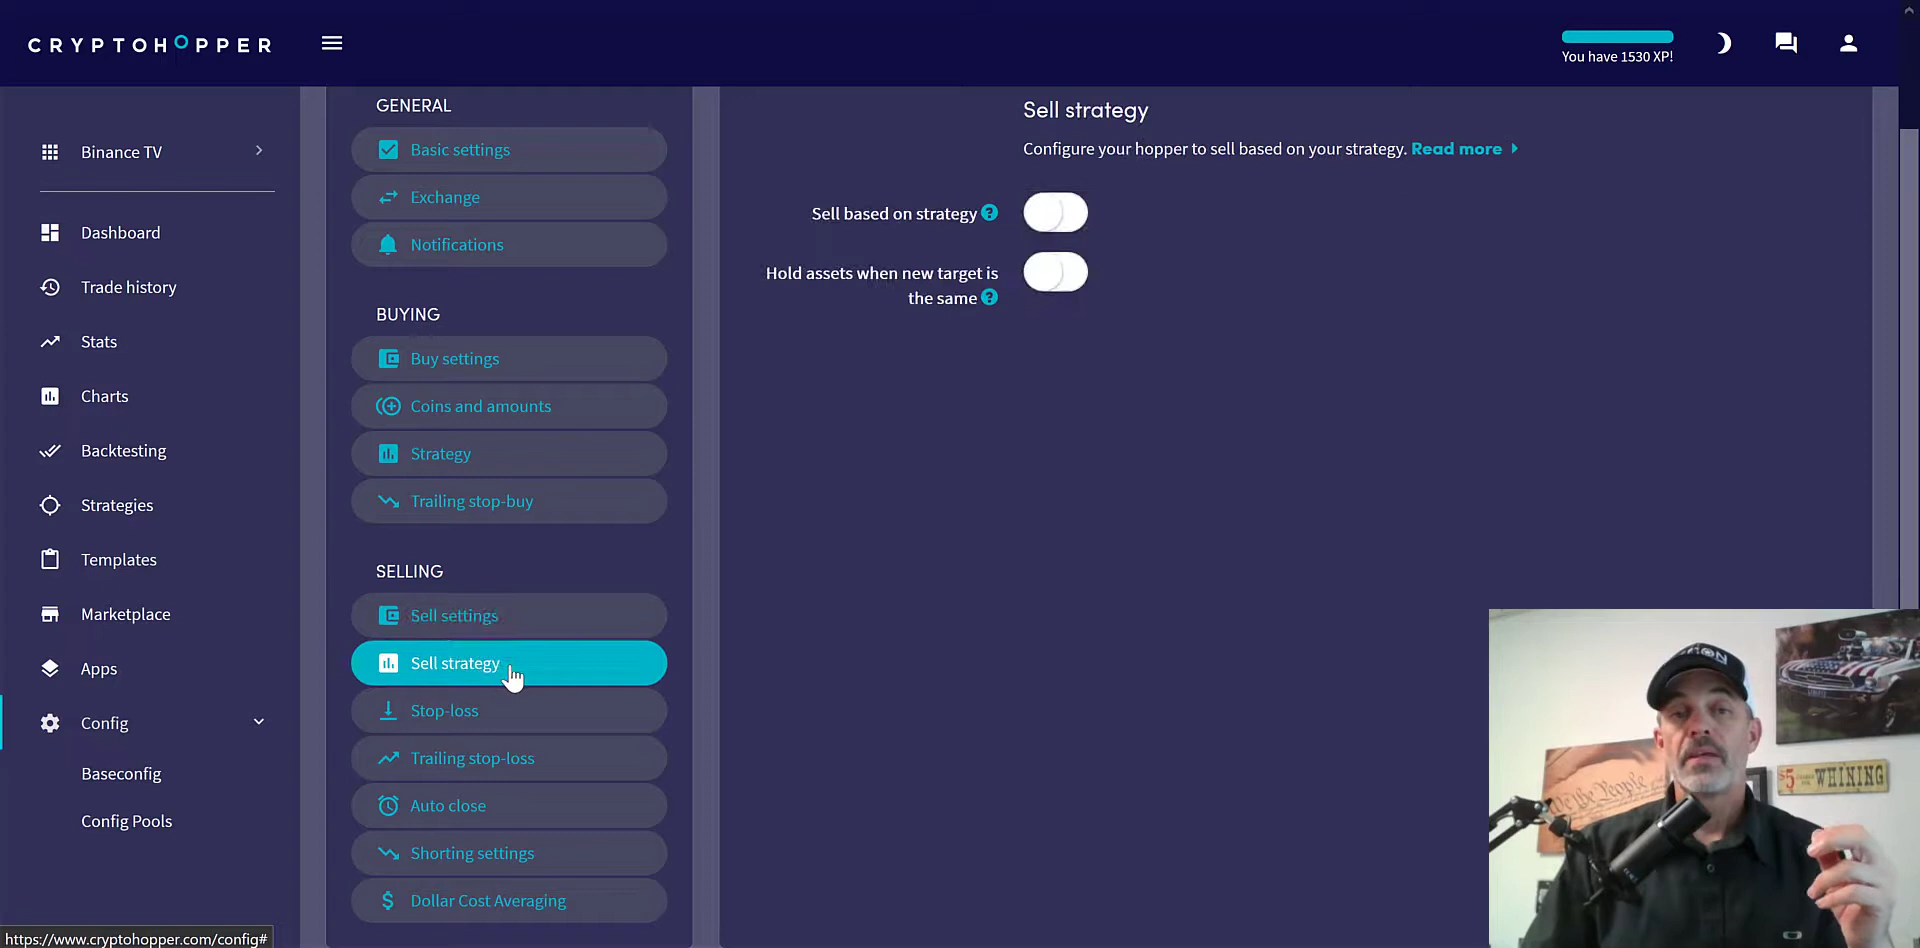 CRYPTOHOPPER
You have 1530 XP!
Binance TV
Dashboard
Trade history
Stats
Charts
Backtesting
Strategies
Templates
Marketplace
Apps
Config
Baseconfig
Config Pools
https://www.cryptohopper.com/config#
GENERAL
Basic settings
Exchange
Notifications
BUYING
Buy settings
Coins and amounts
Strategy
Trailing stop-buy
SELLING
Sell settings
Sell strategy
Stop-loss
Trailing stop-loss
Auto close
Shorting settings
Dollar Cost Averaging
Sell strategy
Configure your hopper to sell based on your strategy. Read more
Sell based on strategy
Hold assets when new target is
the same
We the People
$5
WHINING